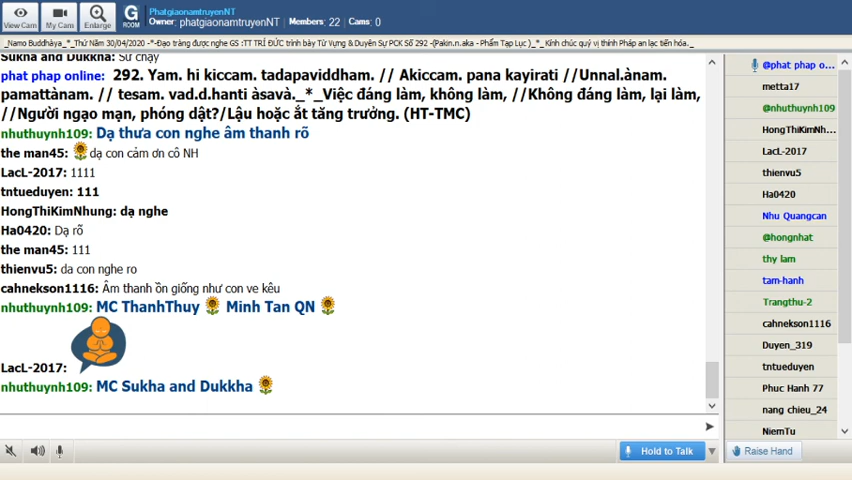 Phatgiaonamtruyen​NT
Owner: phatgiaonamtruyenNT | Members: 22 | Cams: 0
View Cam My Cam Enlarge ROOM
_Namo Buddhàya_*_Thứ Năm 30/04/2020 -*-Đạo tràng được nghe GS :TT TRÍ ĐỨC trình bày Từ Vựng & Duyên Sự PCK Số 292 -(Pakin.n.aka - Phẩm Tạp Lục )_*_ Kính chúc quý vị thính Pháp an lạc tiến hóa._
Sukha and Dukkha: Sư chạy
phat phap online: 292. Yam. hi kiccam. tadapaviddham. // Akiccam. pana kayirati //Unnal.ànam.
pamattànam. // tesam. vad.d.hanti àsavà._*_Việc đáng làm, không làm, //Không đáng làm, lại làm,
//Người ngạo mạn, phóng dật?/Lậu hoặc ắt tăng trưởng. (HT-TMC)
nhuthuynh109: Dạ thưa con nghe âm thanh rõ
the man45: dạ con cảm ơn cô NH
LacL-2017: 1111
tntueduyen: 111
HongThiKimNhung: dạ nghe
Ha0420: Dạ rõ
the man45: 111
thienvu5: da con nghe ro
cahnekson1116: Âm thanh ồn giống như con ve kêu
nhuthuynh109: MC ThanhThuy Minh Tan QN
LacL-2017:
nhuthuynh109: MC Sukha and Dukkha
@phat phap o...
metta17
@nhuthuynh109
HongThiKimNh...
LacL-2017
thienvu5
Ha0420
Nhu Quangcan
@hongnhat
thy lam
tam-hanh
Trangthu-2
cahnekson1116
Duyen_319
tntueduyen
Phuc Hanh 77
nang chieu_24
NiemTu
Hold to Talk
Raise Hand